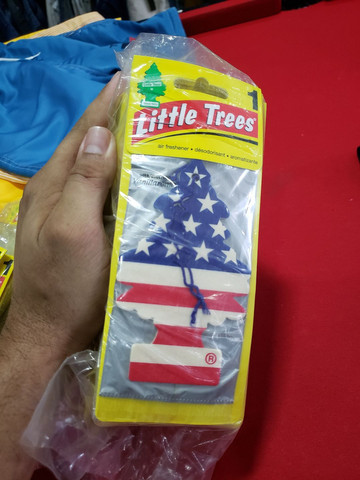 1
Little Trees
air freshener • désodorisant • aromatizante
®